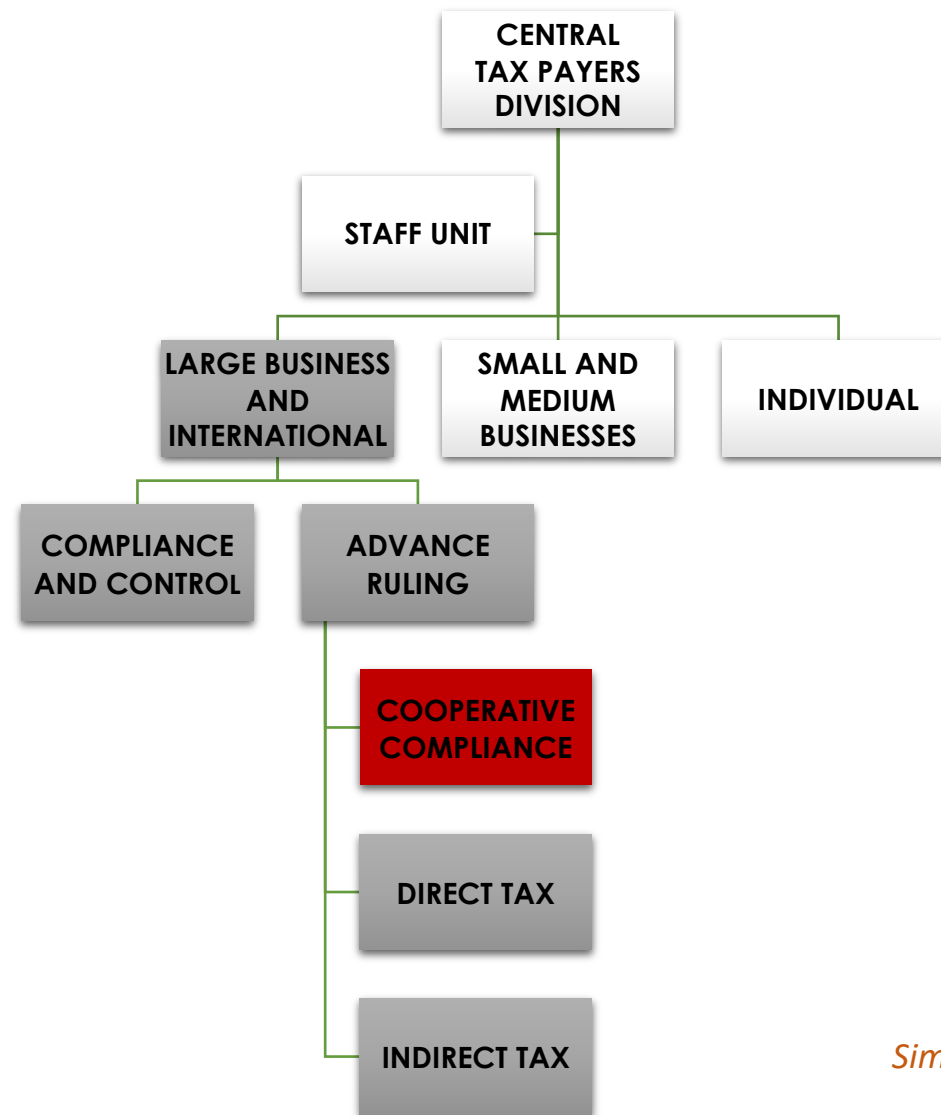 CENTRAL
TAX PAYERS
DIVISION
STAFF UNIT
LARGE BUSINESS
AND
INTERNATIONAL
SMALL AND
MEDIUM
BUSINESSES
INDIVIDUAL
COMPLIANCE
AND CONTROL
ADVANCE
RULING
COOPERATIVE
COMPLIANCE
DIRECT TAX
INDIRECT TAX
Sim